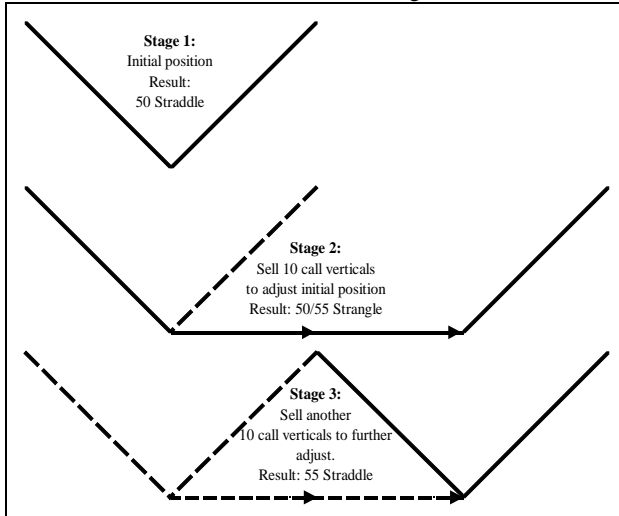 Stage 1:
Initial position
Result:
50 Straddle
Stage 2:
Sell 10 call verticals
to adjust initial position
Result: 50/55 Strangle
Stage 3:
Sell another
10 call verticals to further
adjust.
Result: 55 Straddle